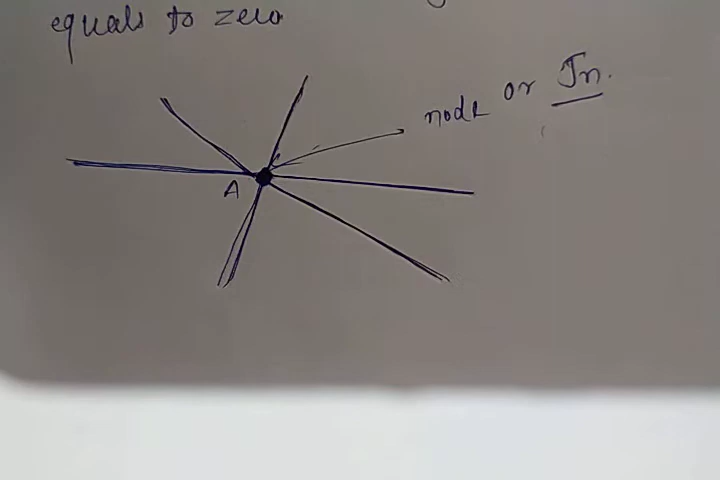 equals to zero
node or Jn.
A